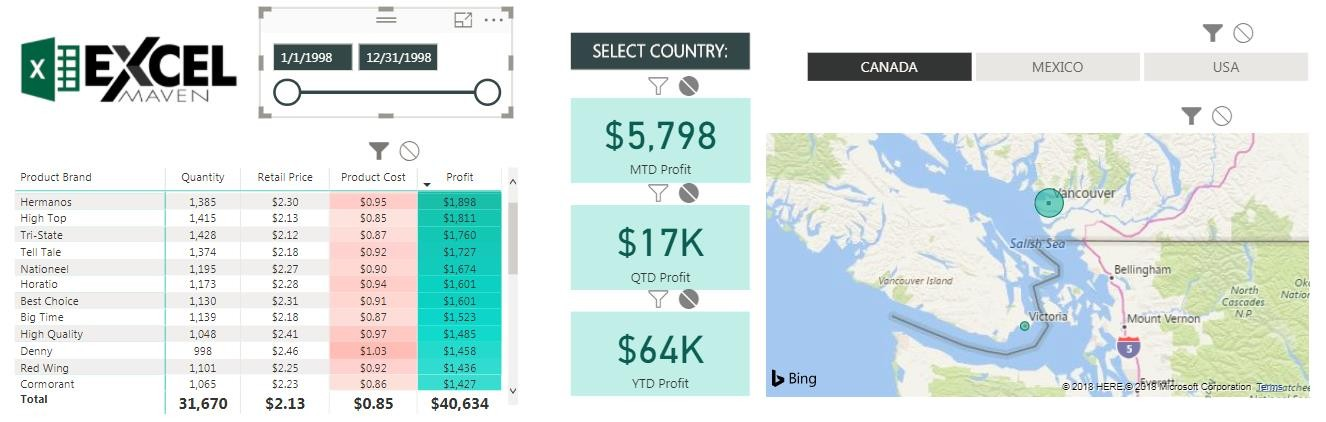 X EXCEL
MAVEN
1/1/1998 12/31/1998
SELECT COUNTRY:
CANADA MEXICO USA
$5,798
MTD Profit
$17K
QTD Profit
$64K
YTD Profit
Product Brand Quantity Retail Price Product Cost Profit
Hermanos 1,385 $2.30 $0.95 $1,898
High Top 1,415 $2.13 $0.85 $1,811
Tri-State 1,428 $2.12 $0.87 $1,760
Tell Tale 1,374 $2.18 $0.92 $1,727
Nationeel 1,195 $2.27 $0.90 $1,674
Horatio 1,173 $2.28 $0.94 $1,601
Best Choice 1,130 $2.31 $0.91 $1,601
Big Time 1,139 $2.18 $0.87 $1,523
High Quality 1,048 $2.41 $0.97 $1,485
Denny 998 $2.46 $1.03 $1,458
Red Wing 1,101 $2.25 $0.92 $1,436
Cormorant 1,065 $2.23 $0.86 $1,427
Total 31,670 $2.13 $0.85 $40,634
Vancouver
Salish Sea
Bellingham
Vancouver Island
North
Cascades
N.P.
Victoria
Mount Vernon
5
Bing
Everett
© 2018 HERE,© 2018 Microsoft Corporation Terms